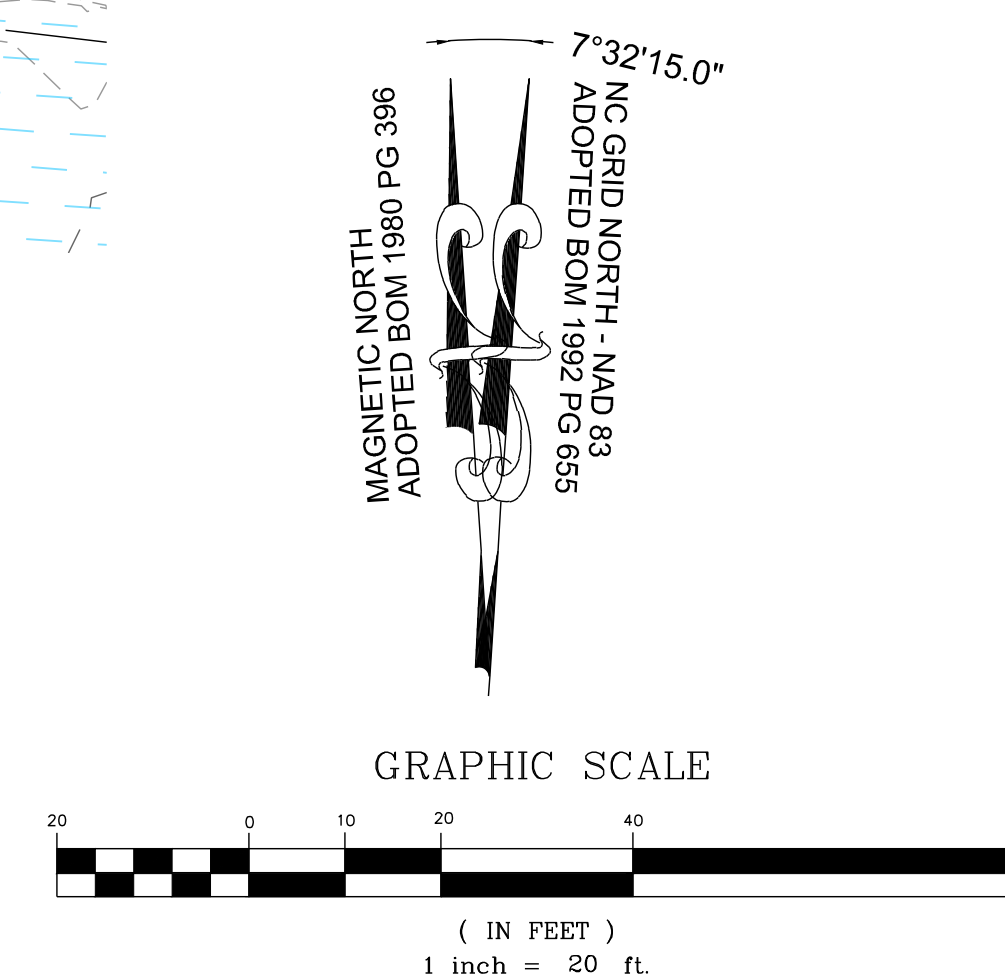 7°32'15.0"
MAGNETIC NORTH
ADOPTED BOM 1980 PG 396
NC GRID NORTH - NAD 83
ADOPTED BOM 1992 PG 655
GRAPHIC SCALE
20 0 10 20 40
( IN FEET )
1 inch = 20 ft.